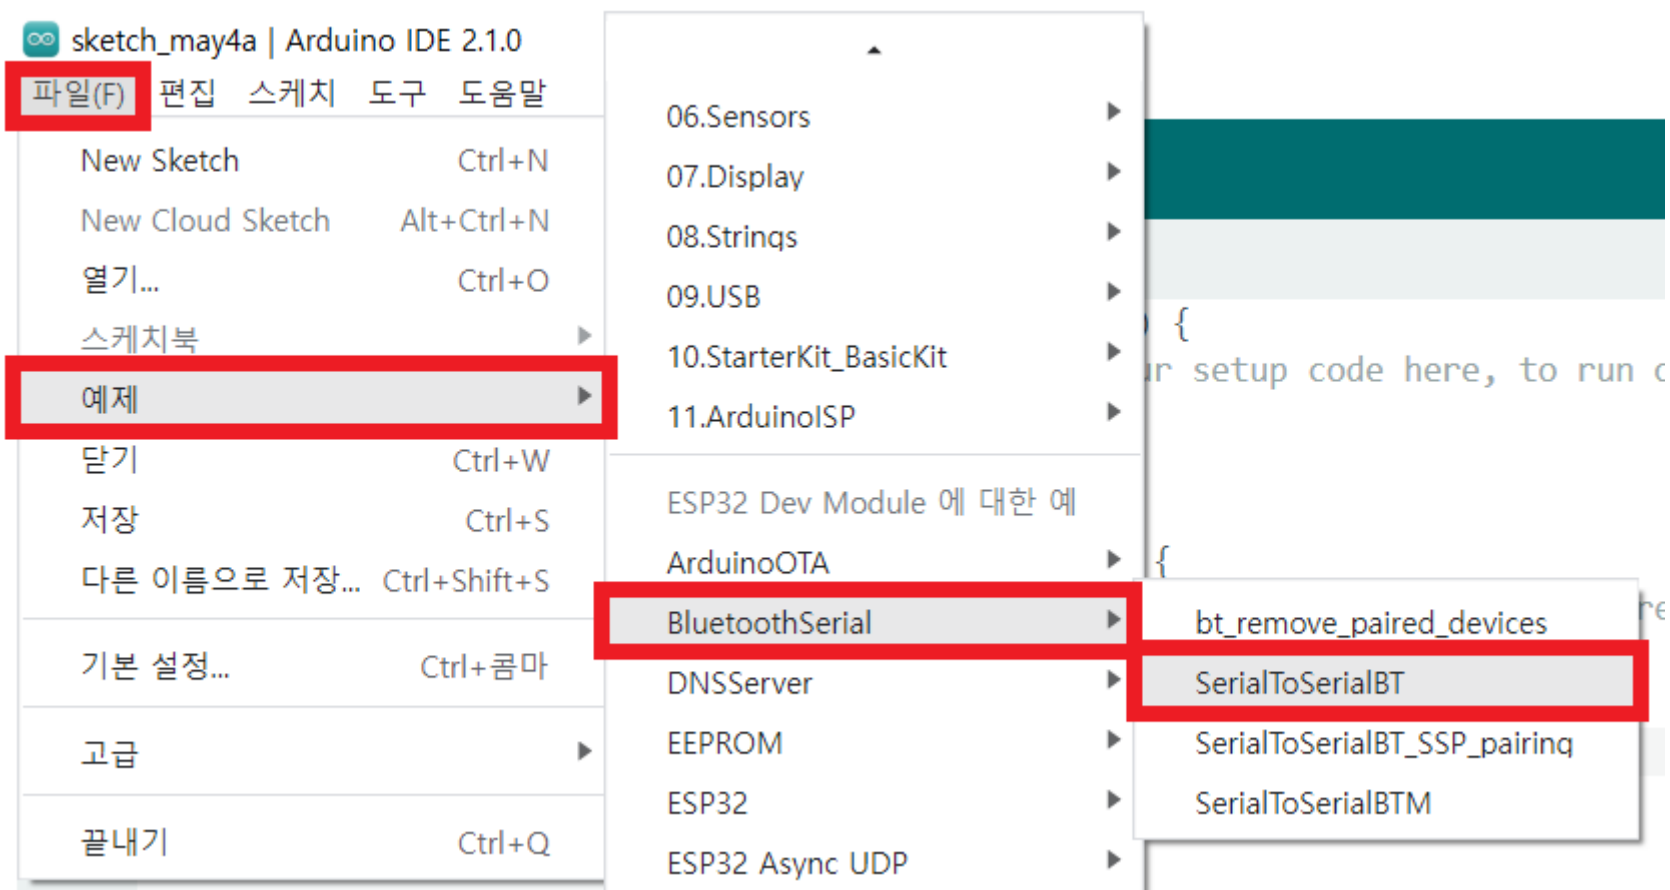 sketch_may4a | Arduino IDE 2.1.0
파일(F) 편집 스케치 도구 도움말
New Sketch Ctrl+N
New Cloud Sketch Alt+Ctrl+N
열기... Ctrl+O
스케치북
예제
닫기 Ctrl+W
저장 Ctrl+S
다른 이름으로 저장... Ctrl+Shift+S
기본 설정... Ctrl+콤마
고급
끝내기 Ctrl+Q
06.Sensors
07.Display
08.Strings
09.USB
10.StarterKit_BasicKit
11.ArduinoISP
ESP32 Dev Module 에 대한 예
ArduinoOTA
BluetoothSerial
DNSServer
EEPROM
ESP32
ESP32 Async UDP
bt_remove_paired_devices
SerialToSerialBT
SerialToSerialBT_SSP_pairing
SerialToSerialBTM
) {
setup code here, to run
{